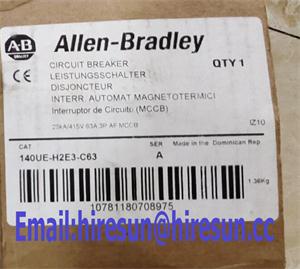 AB
Allen-Bradley
CIRCUIT BREAKER QTY 1
LEISTUNGSSCHALTER
DISJONCTEUR
INTERR. AUTOMAT MAGNETOTERMICI
Interruptor de Circuito (MCCB)
25kA/415V 63A 3P AF MCCB IZ10
CAT SER Made in the Dominican Rep
140UE-H2E3-C63 A
1.36Kg
10781180708975
Email:hiresun@hiresun.cc